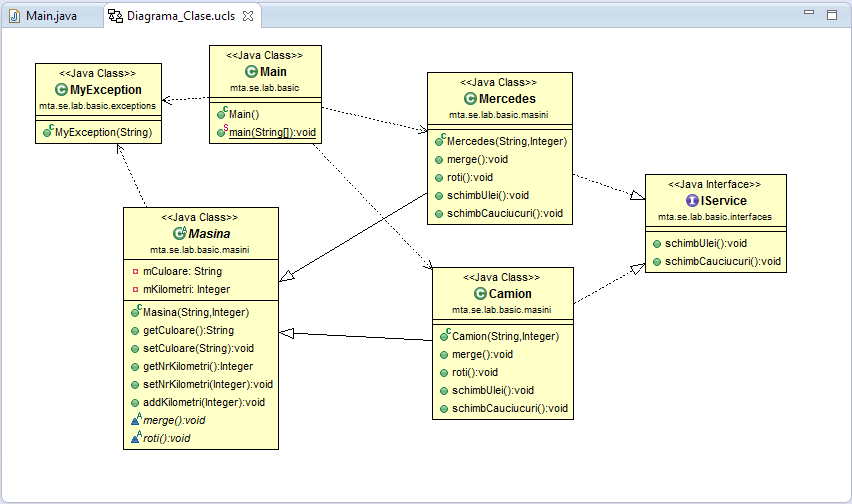 Main.java
Diagrama_Clase.ucls
<<Java Class>>
MyException
mta.se.lab.basic.exceptions
MyException(String)
<<Java Class>>
Main
mta.se.lab.basic
Main()
main(String[]):void
<<Java Class>>
Mercedes
mta.se.lab.basic.masini
Mercedes(String,Integer)
merge():void
roti():void
schimbUlei():void
schimbCauciucuri():void
<<Java Interface>>
IService
mta.se.lab.basic.interfaces
schimbUlei():void
schimbCauciucuri():void
<<Java Class>>
Masina
mta.se.lab.basic.masini
mCuloare: String
mKilometri: Integer
Masina(String,Integer)
getCuloare():String
setCuloare(String):void
getNrKilometri():Integer
setNrKilometri(Integer):void
addKilometri(Integer):void
merge():void
roti():void
<<Java Class>>
Camion
mta.se.lab.basic.masini
Camion(String,Integer)
merge():void
roti():void
schimbUlei():void
schimbCauciucuri():void